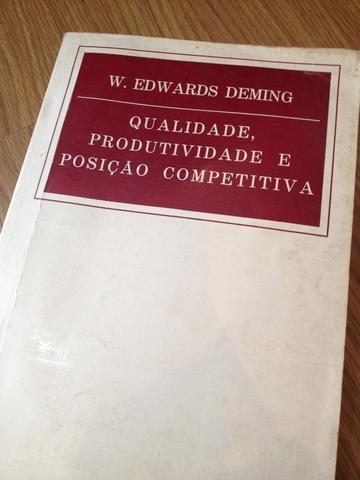 W. EDWARDS DEMING
QUALIDADE,
PRODUTIVIDADE E
POSIÇÃO COMPETITIVA